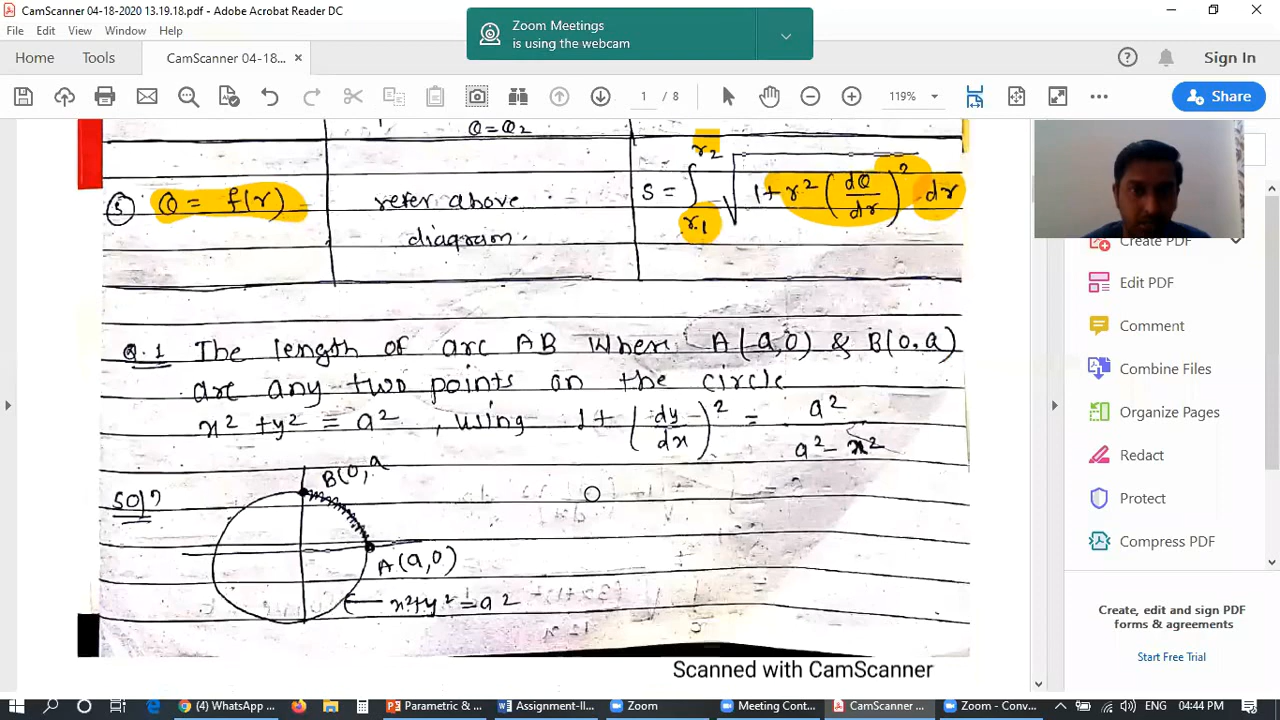 CamScanner 04-18-2020 13.19.18.pdf - Adobe Acrobat Reader DC
Zoom Meetings
is using the webcam
File Edit View Window Help
Home Tools CamScanner 04-18... × Sign In
1 / 8 119% Share
θ=θ2
⑤ θ = f(r) refer above diagram. S = ∫r1^r2 √(1+r² (dθ/dr)²) dr
Q.1 The length of arc AB where A(a,0) & B(0,a)
are any two points on the circle
x² + y² = a² , using 1+ (dy/dx)² = a²/(a²-x²)
B(0,a
Sol?
A(a,0)
x²+y²=a²
Scanned with CamScanner
Create PDF
Edit PDF
Comment
Combine Files
Organize Pages
Redact
Protect
Compress PDF
Create, edit and sign PDF
forms & agreements
Start Free Trial
(4) WhatsApp ... Parametric & ... Assignment-II... Zoom Meeting Cont... CamScanner ... Zoom - Conv... ENG 04:44 PM